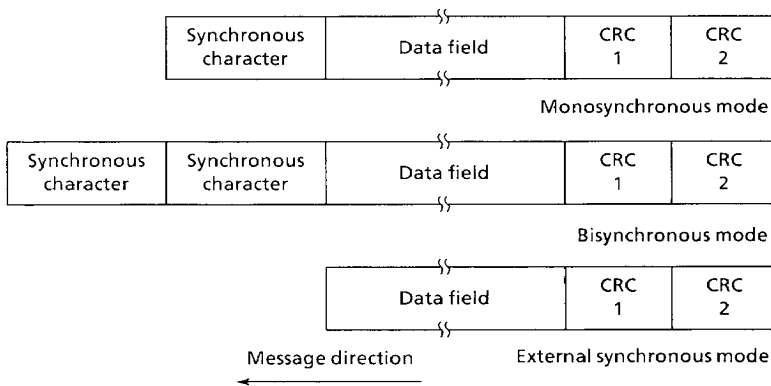 Synchronous character
Data field
CRC 1
CRC 2
Monosynchronous mode
Synchronous character
Synchronous character
Data field
CRC 1
CRC 2
Bisynchronous mode
Data field
CRC 1
CRC 2
Message direction
External synchronous mode